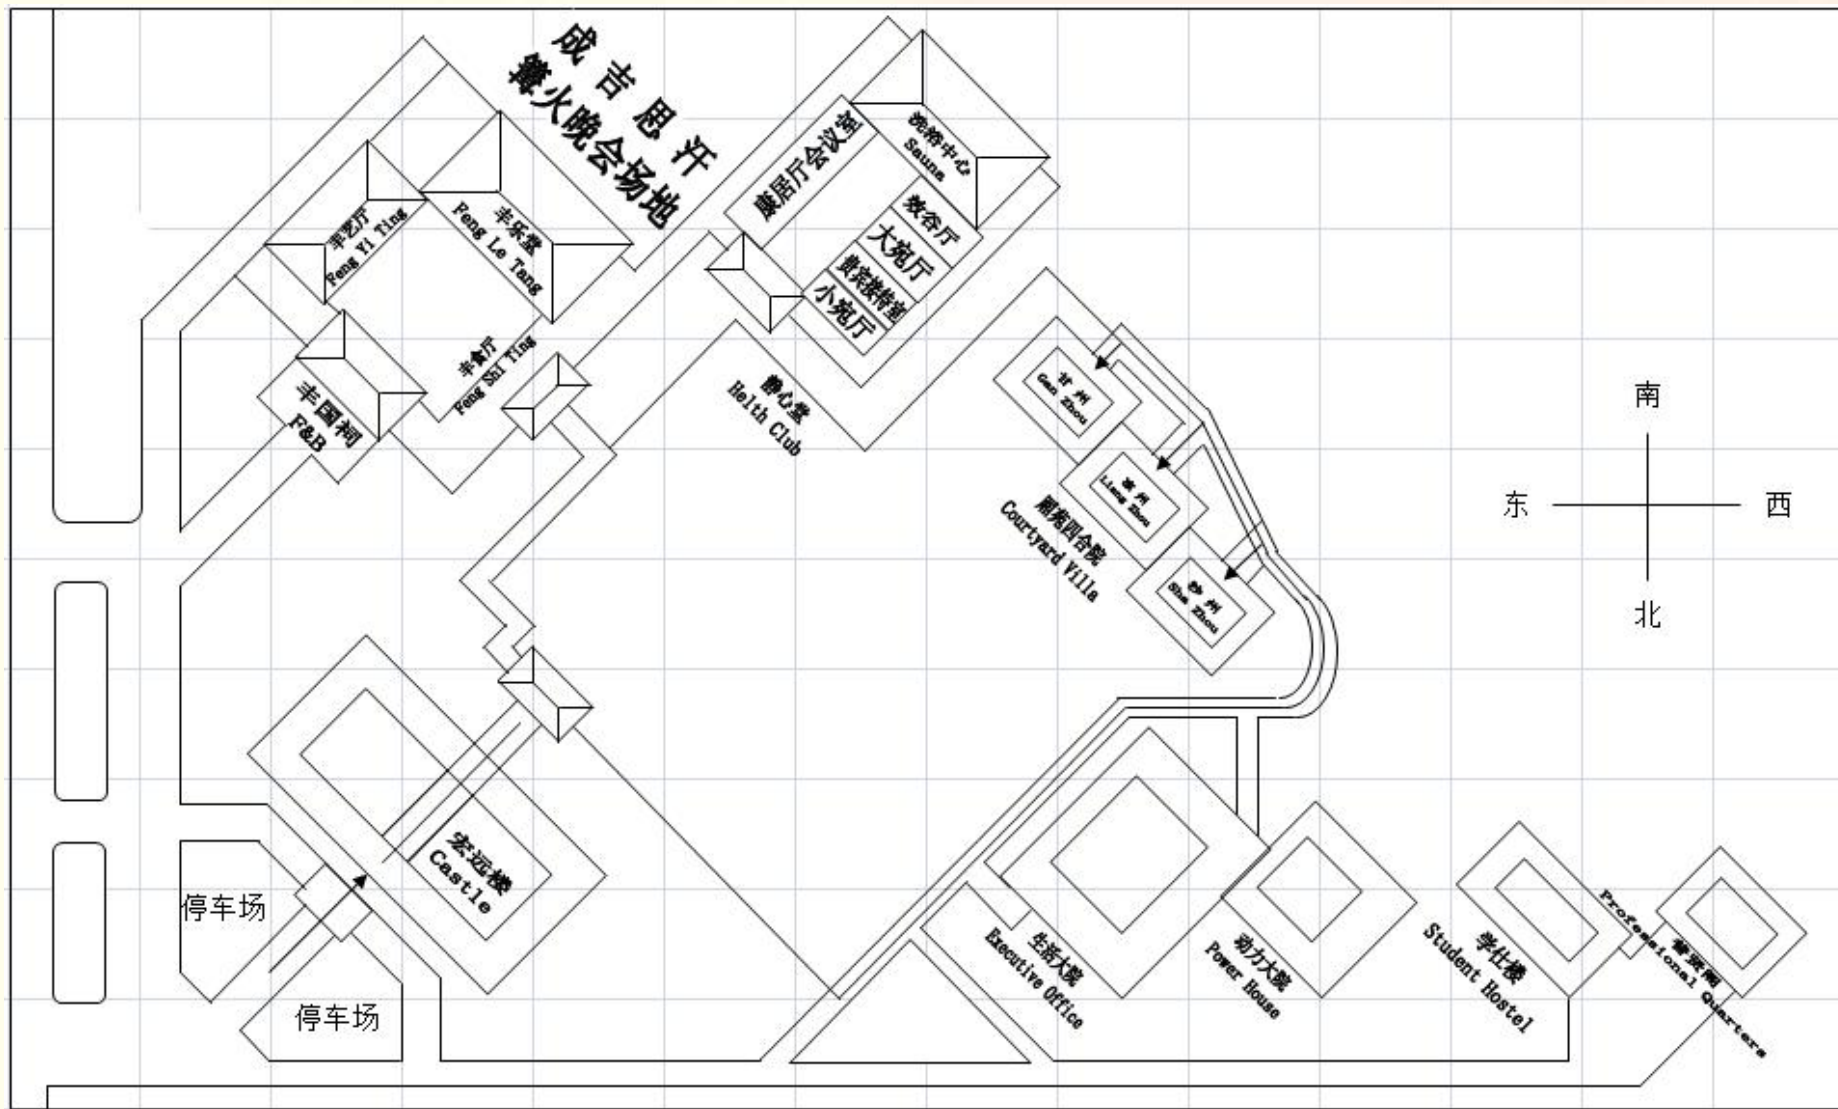 成吉思汗
篝火晚会场地
丰艺厅
Feng Yi Ting
丰乐堂
Feng Le Tang
丰食厅
Feng Shi Ting
丰国祠
F&B
康居厅会议室
洗浴中心
Sauna
效谷厅
大宛厅
贵宾接待室
小宛厅
静心堂
Helth Club
甘州
Gan Zhou
凉州
Liang Zhou
沙州
Sha Zhou
厢苑四合院
Courtyard Villa
南
东
西
北
宏远楼
Castle
停车场
停车场
生活大院
Executive Office
动力大院
Power House
学仕楼
Student Hostel
Professional Quarters